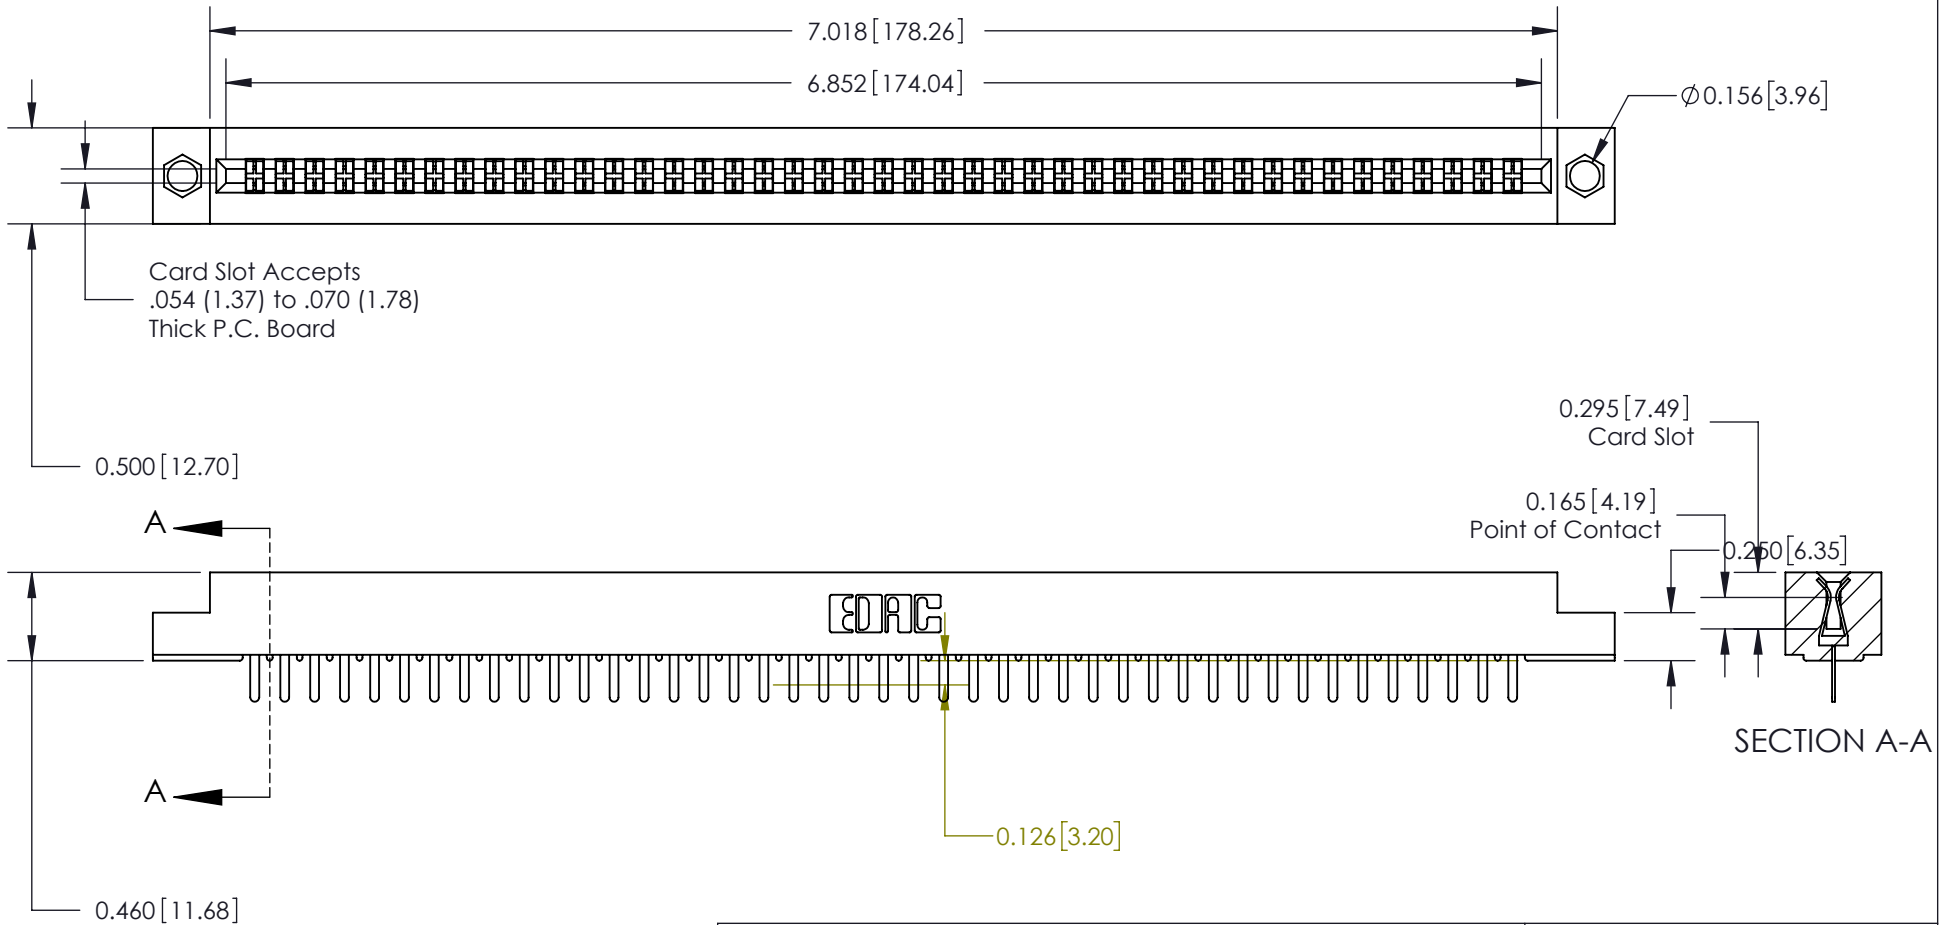 7.018[178.26]
6.852[174.04]
Ø0.156[3.96]
Card Slot Accepts
.054 (1.37) to .070 (1.78)
Thick P.C. Board
0.295[7.49]
Card Slot
0.500[12.70]
0.165[4.19]
Point of Contact
A
0.250[6.35]
EDAC
SECTION A-A
A
0.126[3.20]
0.460[11.68]